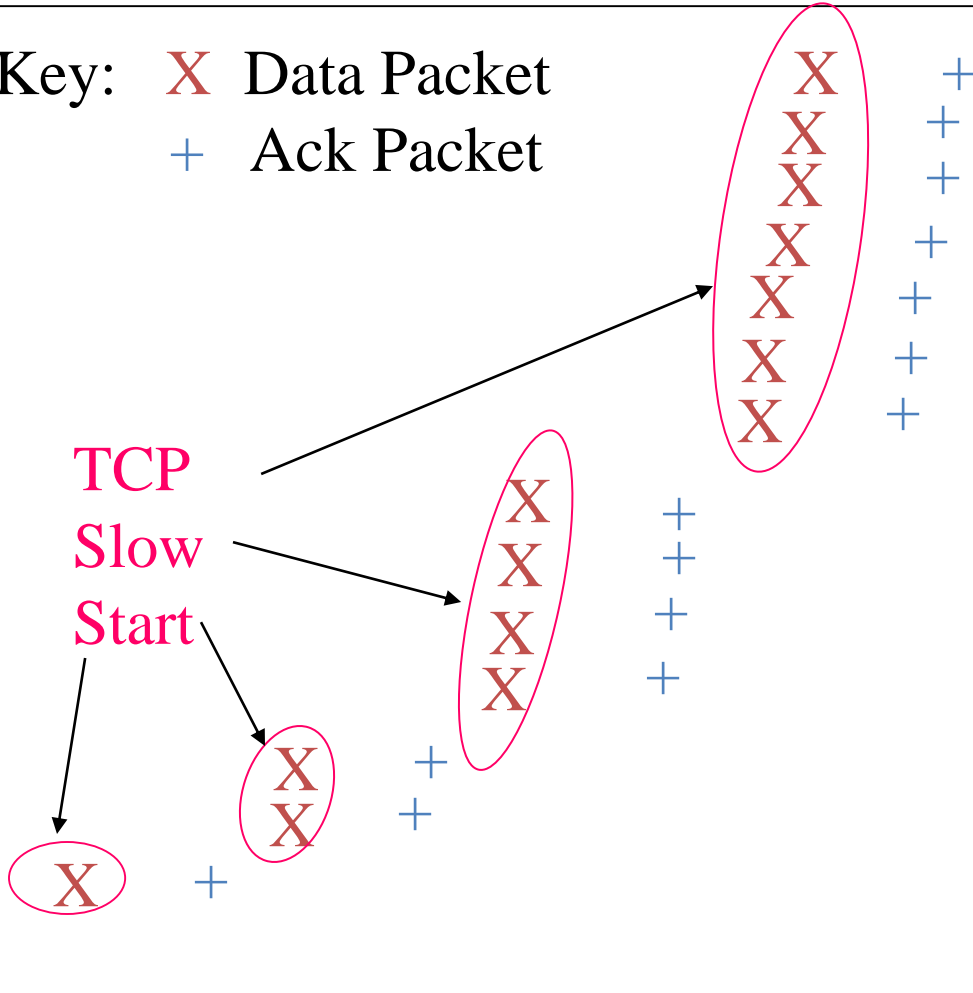 Key: X Data Packet
+ Ack Packet
X +
X +
X +
X +
X +
X +
X +
TCP
Slow
Start
X +
X +
X +
X +
X +
X +
X +